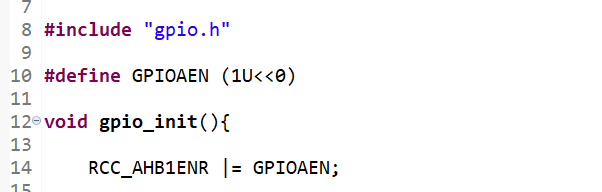 7
8 #include "gpio.h"
9
10 #define GPIOAEN (1U<<0)
11
12 void gpio_init(){
13
14     RCC_AHB1ENR |= GPIOAEN;
15